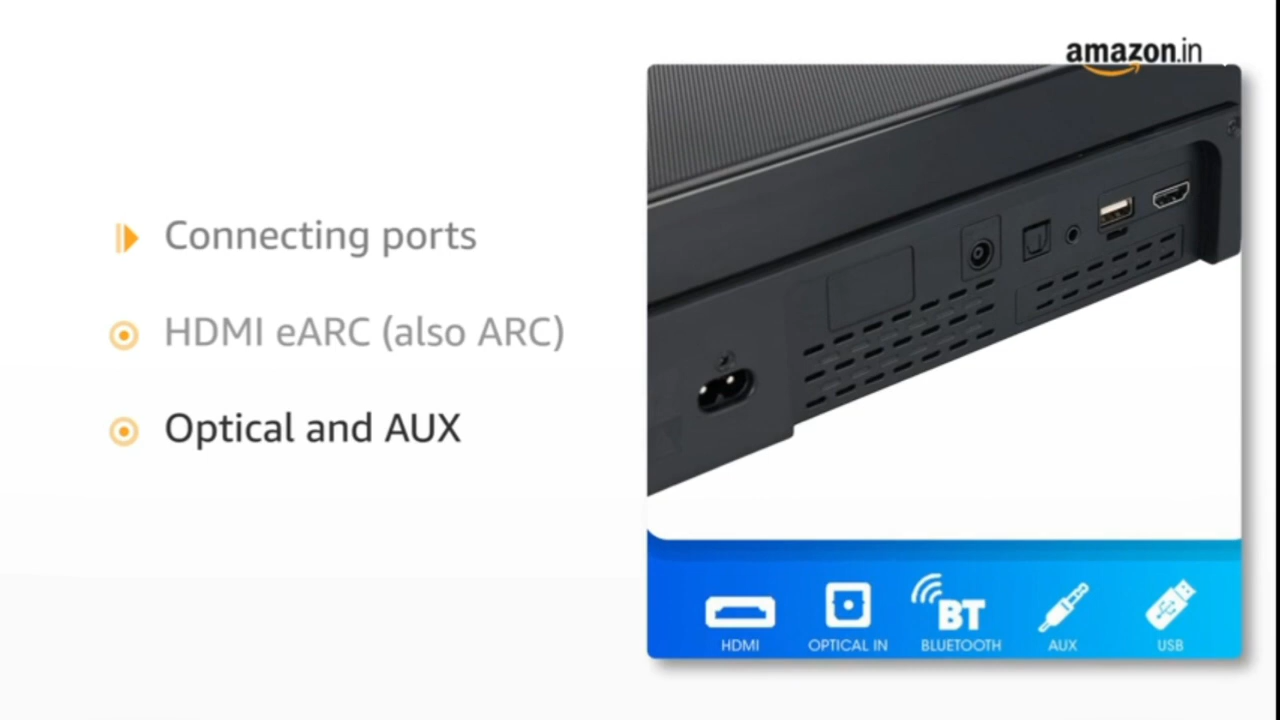 amazon.in
Connecting ports
HDMI eARC (also ARC)
Optical and AUX
BT
HDMI
OPTICAL IN
BLUETOOTH
AUX
USB